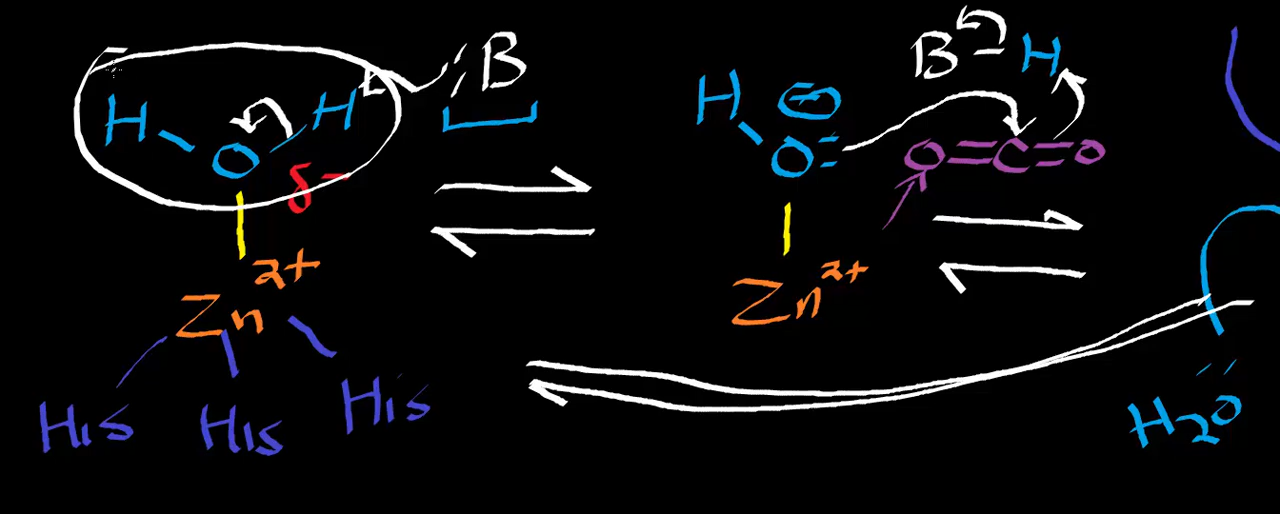 H O H :B
δ-
Zn 2+
His His His
B-H
H O ⊖ O=C=O
Zn 2+
H2O